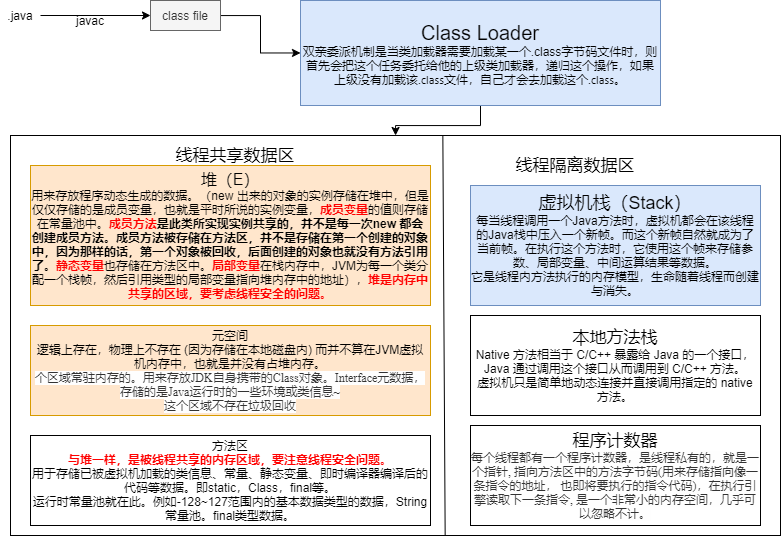 .java
javac
class file
Class Loader
双亲委派机制是当类加载器需要加载某一个.class字节码文件时，则
首先会把这个任务委托给他的上级类加载器，递归这个操作，如果
上级没有加载该.class文件，自己才会去加载这个.class。
线程共享数据区
堆（E）
用来存放程序动态生成的数据。（new 出来的对象的实例存储在堆中，但是
仅仅存储的是成员变量，也就是平时所说的实例变量，成员变量的值则存储
在常量池中。成员方法是此类所实现实例共享的，并不是每一次new 都会
创建成员方法。成员方法被存储在方法区，并不是存储在第一个创建的对象
中，因为那样的话，第一个对象被回收，后面创建的对象也就没有方法引用
了。静态变量也存储在方法区中。局部变量在栈内存中，JVM为每一个类分
配一个栈帧，然后引用类型的局部变量指向堆内存中的地址），堆是内存中
共享的区域，要考虑线程安全的问题。
元空间
逻辑上存在，物理上不存在 (因为存储在本地磁盘内) 而并不算在JVM虚拟
机内存中，也就是并没有占堆内存。
个区域常驻内存的。用来存放JDK自身携带的Class对象。Interface元数据，
存储的是Java运行时的一些环境或类信息~
这个区域不存在垃圾回收
方法区
与堆一样，是被线程共享的内存区域，要注意线程安全问题。
用于存储已被虚拟机加载的类信息、常量、静态变量、即时编译器编译后的
代码等数据。即static，Class，final等。
运行时常量池就在此。例如-128~127范围内的基本数据类型的数据，String
常量池。final类型数据。
线程隔离数据区
虚拟机栈（Stack）
每当线程调用一个Java方法时，虚拟机都会在该线程
的Java栈中压入一个新帧。而这个新帧自然就成为了
当前帧。在执行这个方法时，它使用这个帧来存储参
数、局部变量、中间运算结果等数据。
它是线程内方法执行的内存模型，生命随着线程而创建
与消失。
本地方法栈
Native 方法相当于 C/C++ 暴露给 Java 的一个接口，
Java 通过调用这个接口从而调用到 C/C++ 方法。
虚拟机只是简单地动态连接并直接调用指定的 native
方法。
程序计数器
每个线程都有一个程序计数器，是线程私有的，就是一
个指针, 指向方法区中的方法字节码(用来存储指向像一
条指令的地址， 也即将要执行的指令代码)，在执行引
擎读取下一条指令, 是一个非常小的内存空间，几乎可
以忽略不计。